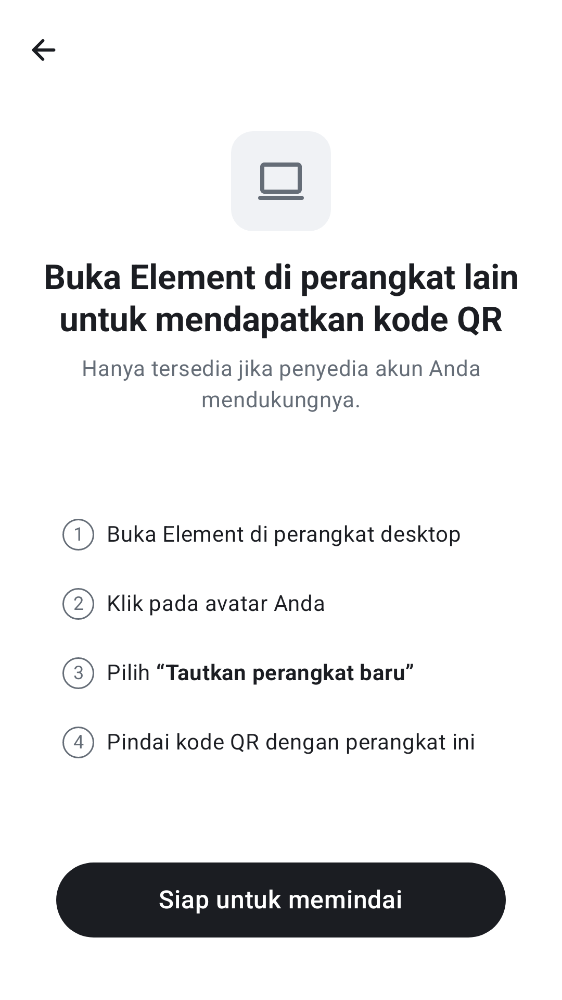 Buka Element di perangkat lain
untuk mendapatkan kode QR
Hanya tersedia jika penyedia akun Anda
mendukungnya.
1 Buka Element di perangkat desktop
2 Klik pada avatar Anda
3 Pilih “Tautkan perangkat baru”
4 Pindai kode QR dengan perangkat ini
Siap untuk memindai